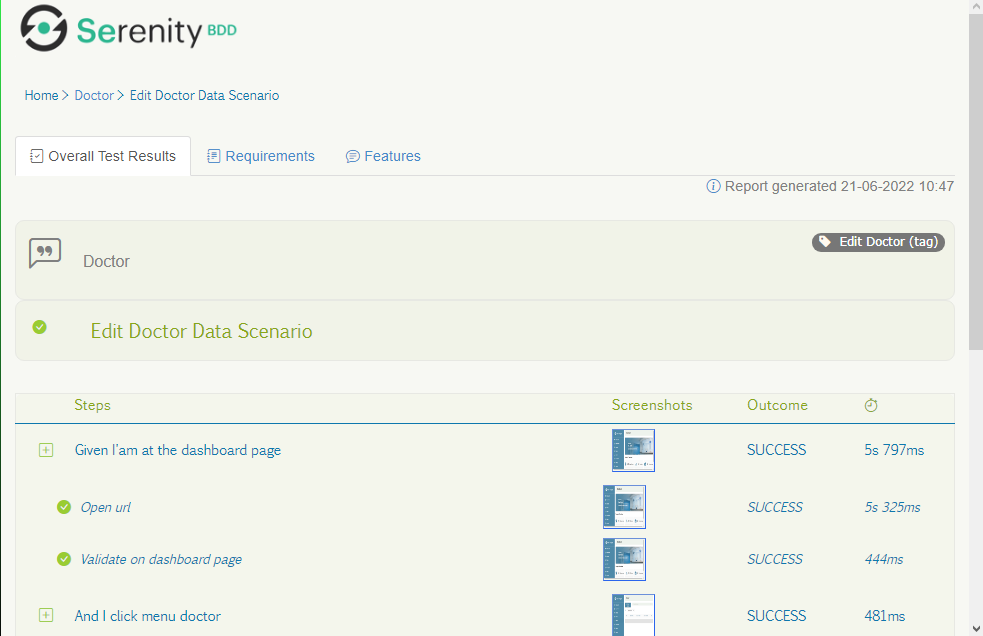 Serenity BDD
Home > Doctor > Edit Doctor Data Scenario
Overall Test Results Requirements Features
Report generated 21-06-2022 10:47
Edit Doctor (tag)
Doctor
Edit Doctor Data Scenario
Steps Screenshots Outcome
Given I'am at the dashboard page SUCCESS 5s 797ms
Open url SUCCESS 5s 325ms
Validate on dashboard page SUCCESS 444ms
And I click menu doctor SUCCESS 481ms